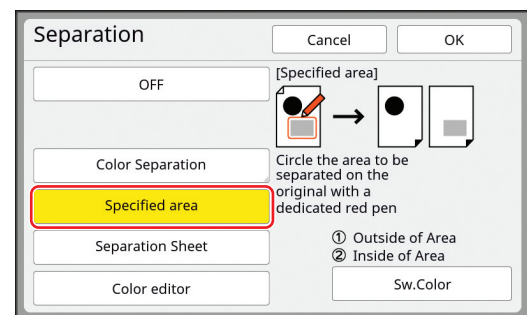 Separation
Cancel
OK
OFF
Color Separation
Specified area
Separation Sheet
Color editor
[Specified area]
Circle the area to be
separated on the
original with a
dedicated red pen
① Outside of Area
② Inside of Area
Sw.Color